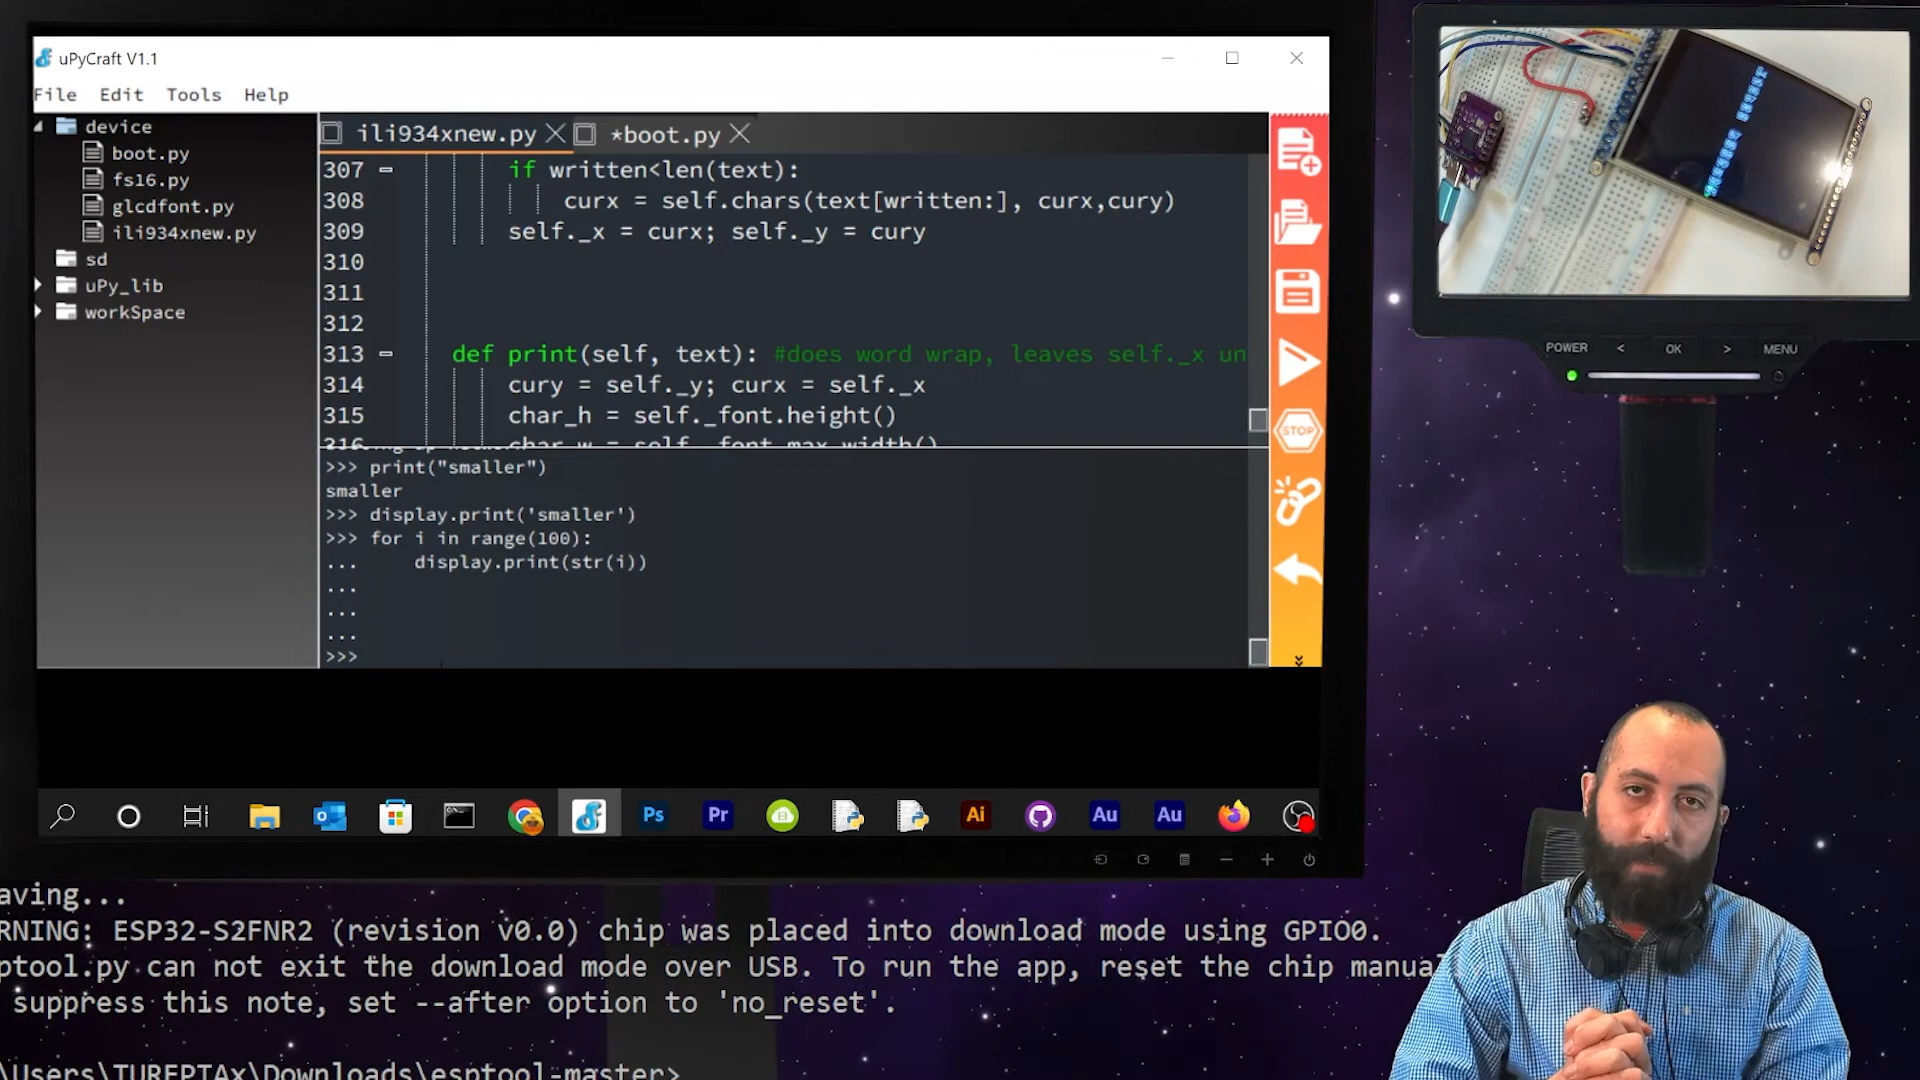 uPyCraft V1.1
File Edit Tools Help
device
boot.py
fsl6.py
glcdfont.py
ili934xnew.py
sd
uPy_lib
workSpace
ili934xnew.py
*boot.py
307 if written<len(text):
308 curx = self.chars(text[written:], curx,cury)
309 self._x = curx; self._y = cury
310
311
312
313 def print(self, text): #does word wrap, leaves self._x un
314 cury = self._y; curx = self._x
315 char_h = self._font.height()
316 char_w = self._font.max_width()
>>> print("smaller")
smaller
>>> display.print('smaller')
>>> for i in range(100):
... display.print(str(i))
...
...
...
>>>
STOP
POWER < OK > MENU
Ps
Pr
Ai
Au
Au
aving...
RNING: ESP32-S2FNR2 (revision v0.0) chip was placed into download mode using GPIO0.
ptool.py can not exit the download mode over USB. To run the app, reset the chip manua
suppress this note, set --after option to 'no_reset'.
\Users\TUREPTAx\Downloads\esptool-master>